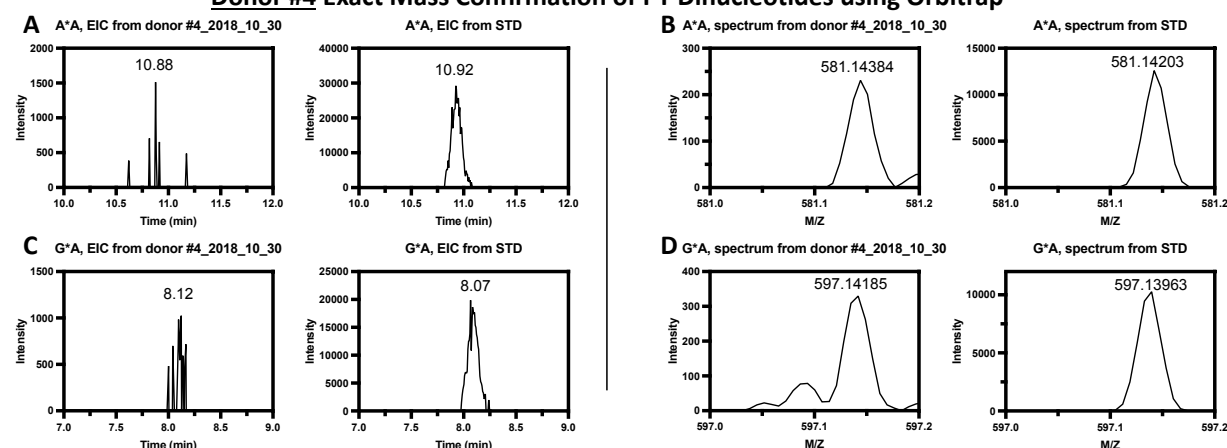 Donor #4 Exact Mass Confirmation of PT Dinucleotides using Orbitrap
A A*A, EIC from donor #4_2018_10_30
2000
1500
1000
500
0
Intensity
10.88
10.0 10.5 11.0 11.5 12.0
Time (min)
A*A, EIC from STD
40000
30000
20000
10000
0
Intensity
10.92
10.0 10.5 11.0 11.5 12.0
Time (min)
B A*A, spectrum from donor #4_2018_10_30
300
200
100
0
Intensity
581.14384
581.0 581.1 581.2
M/Z
A*A, spectrum from STD
15000
10000
5000
0
Intensity
581.14203
581.0 581.1 581.2
M/Z
C G*A, EIC from donor #4_2018_10_30
1500
1000
500
0
Intensity
8.12
7.0 7.5 8.0 8.5 9.0
Time (min)
G*A, EIC from STD
25000
20000
15000
10000
5000
0
Intensity
8.07
7.0 7.5 8.0 8.5 9.0
Time (min)
D G*A, spectrum from donor #4_2018_10_30
400
300
200
100
0
Intensity
597.14185
597.0 597.1 597.2
M/Z
G*A, spectrum from STD
10000
5000
0
Intensity
597.13963
597.0 597.1 597.2
M/Z